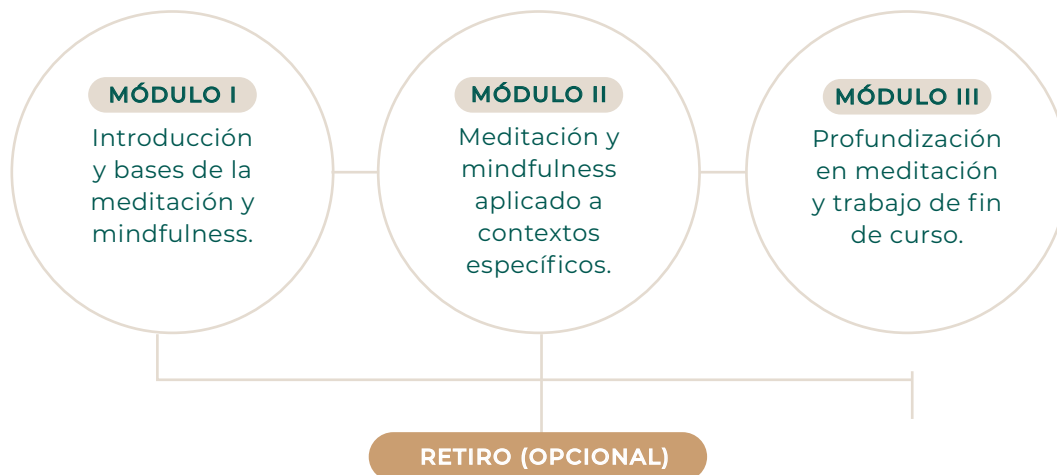 MÓDULO I
Introducción
y bases de la
meditación y
mindfulness.
MÓDULO II
Meditación y
mindfulness
aplicado a
contextos
específicos.
MÓDULO III
Profundización
en meditación
y trabajo de fin
de curso.
RETIRO (OPCIONAL)